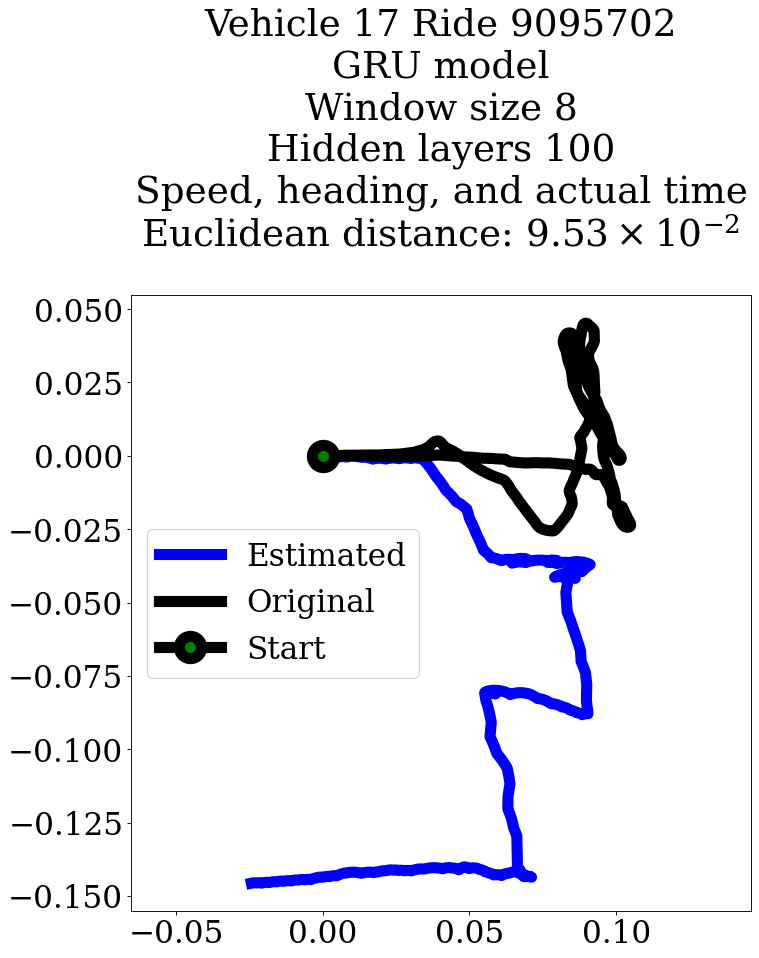 Vehicle 17 Ride 9095702
GRU model
Window size 8
Hidden layers 100
Speed, heading, and actual time
Euclidean distance: 9.53 × 10⁻²
0.050
0.025
0.000
−0.025
−0.050
−0.075
−0.100
−0.125
−0.150
Estimated
Original
Start
−0.05 0.00 0.05 0.10